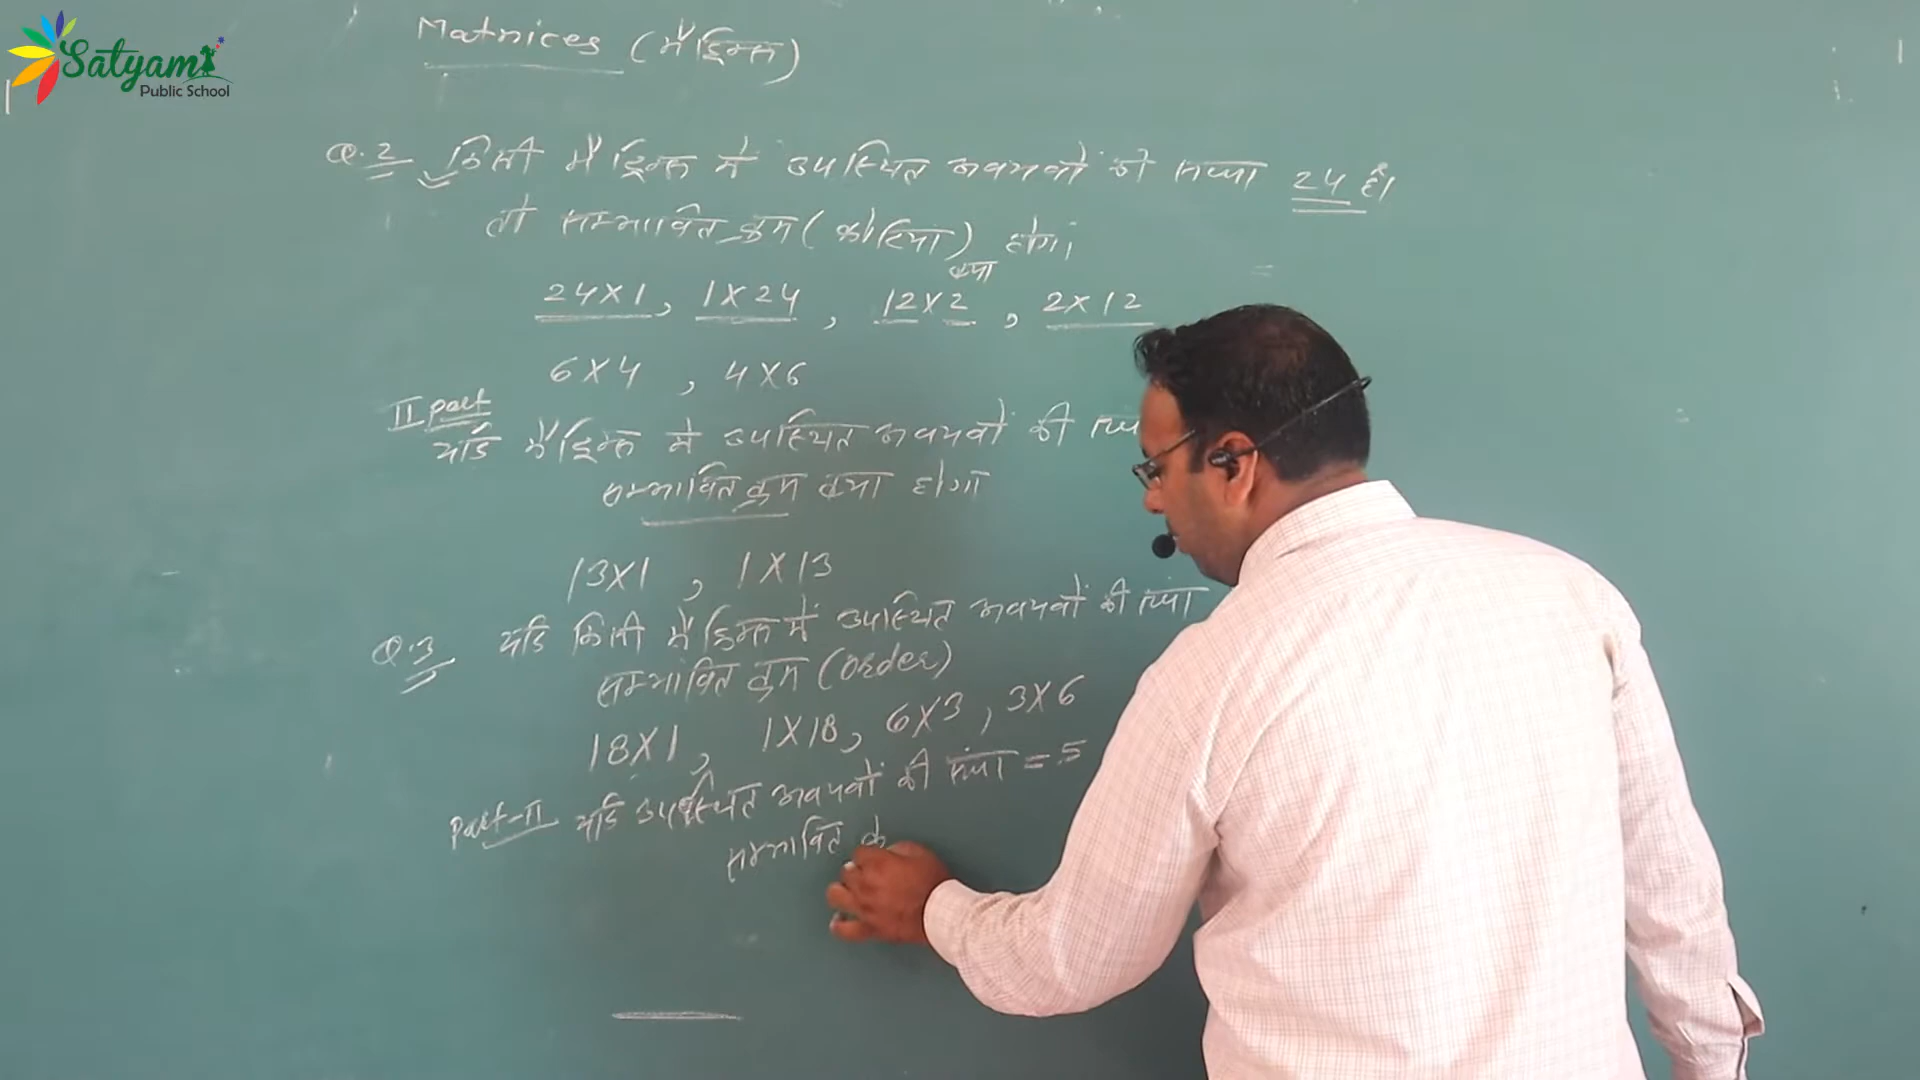 Satyam
Public School
Matrices (मैट्रिक्स)
Q.2 किसी मैट्रिक्स में उपस्थित अवयवों की संख्या 24 है।
तो सम्भावित क्रम (कोटियां) क्या होगा
24X1, 1X24, 12X2, 2X12
6X4, 4X6
II Part
यदि मैट्रिक्स में उपस्थित अवयवों की
सम्भावित क्रम क्या होगा
13X1, 1X13
Q.3 यदि किसी मैट्रिक्स में उपस्थित अवयवों की संख्या
सम्भावित क्रम (order)
18X1, 1X18, 6X3, 3X6
Part-II यदि उपस्थित अवयवों की संख्या = 5
सम्भावित